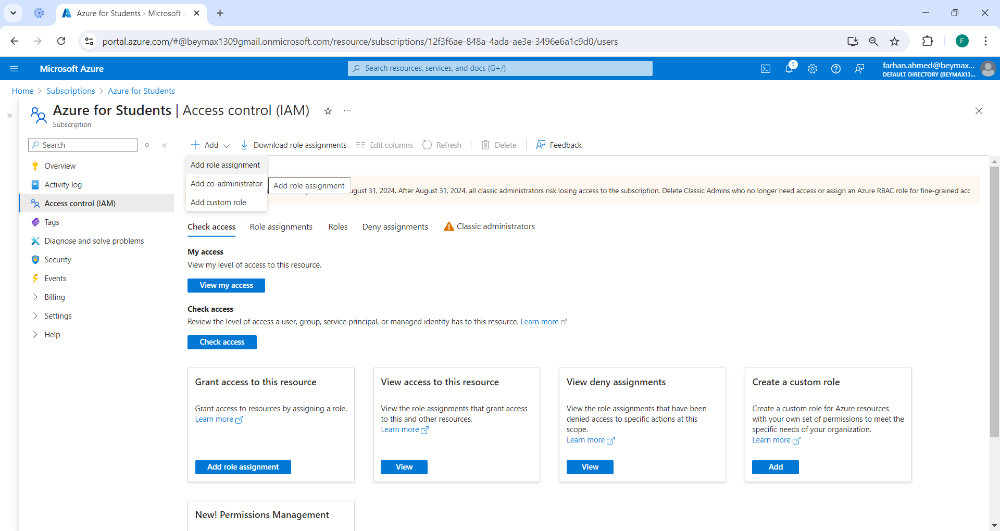 Azure for Students - Microsoft A
portal.azure.com/#@beymax1309gmail.onmicrosoft.com/resource/subscriptions/12f3f6ae-848a-4ada-ae3e-3496e6a1c9d0/users
F
Microsoft Azure
Search resources, services, and docs (G+/)
3
farhan.ahmed@beymax...
DEFAULT DIRECTORY (BEYMAX13...
Home > Subscriptions > Azure for Students
Azure for Students | Access control (IAM)
Subscription
Search
Add
Download role assignments
Edit columns
Refresh
Delete
Feedback
Overview
Activity log
Access control (IAM)
Tags
Diagnose and solve problems
Security
Events
Billing
Settings
Help
Add role assignment
Add co-administrator
Add custom role
Add role assignment
ugust 31, 2024. After August 31, 2024, all classic administrators risk losing access to the subscription. Delete Classic Admins who no longer need access or assign an Azure RBAC role for fine-grained acc
Check access
Role assignments
Roles
Deny assignments
Classic administrators
My access
View my level of access to this resource.
View my access
Check access
Review the level of access a user, group, service principal, or managed identity has to this resource. Learn more
Check access
Grant access to this resource
Grant access to resources by assigning a role.
Learn more
Add role assignment
View access to this resource
View the role assignments that grant access
to this and other resources.
Learn more
View
View deny assignments
View the role assignments that have been
denied access to specific actions at this
scope.
Learn more
View
Create a custom role
Create a custom role for Azure resources
with your own set of permissions to meet the
specific needs of your organization.
Learn more
Add
New! Permissions Management